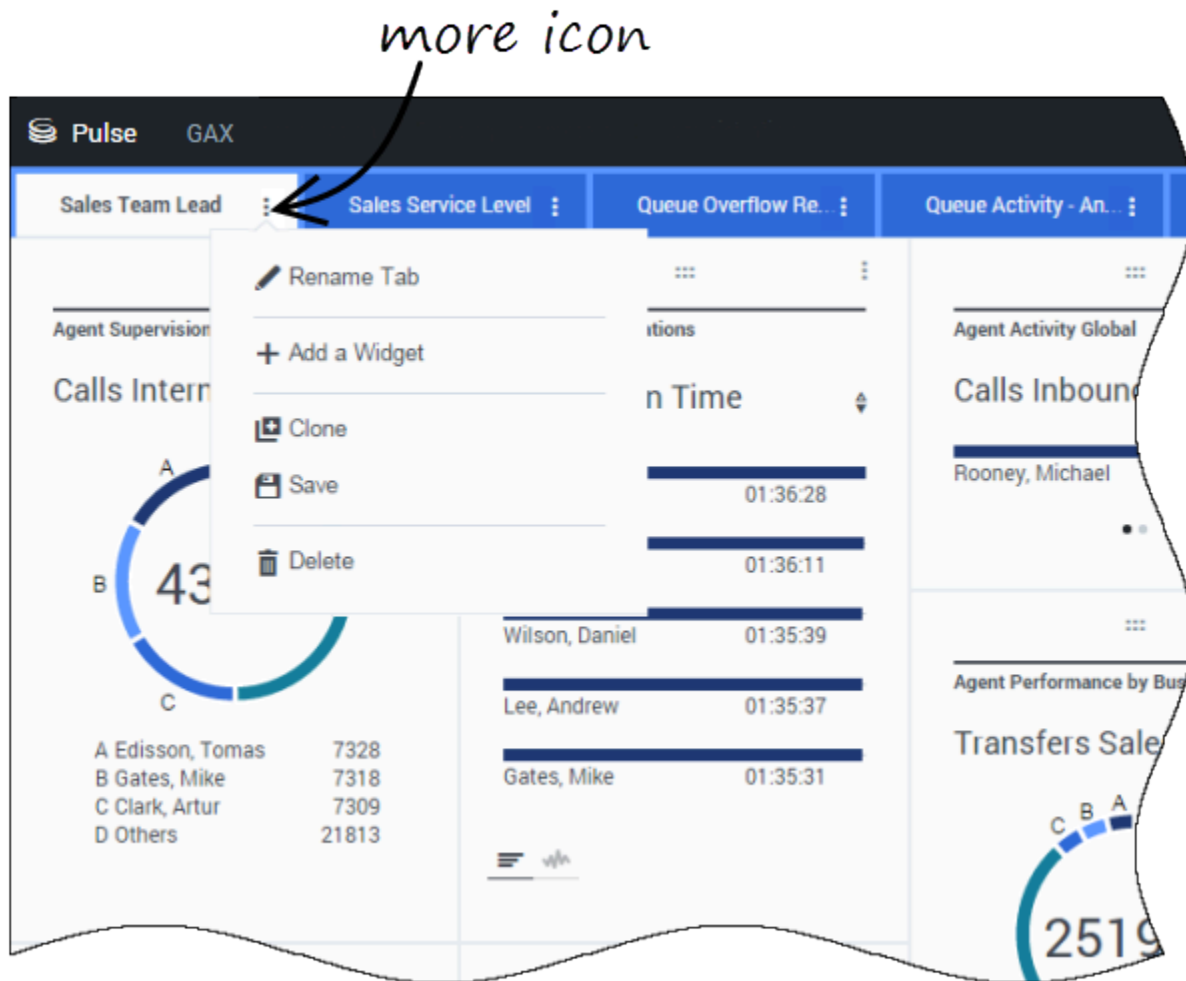 more icon
Pulse GAX
Sales Team Lead
Sales Service Level
Queue Overflow Re...
Queue Activity - An...
Rename Tab
Add a Widget
Clone
Save
Delete
Agent Supervision
Calls Intern
A
B
C
43
A Edisson, Tomas 7328
B Gates, Mike 7318
C Clark, Artur 7309
D Others 21813
Time
01:36:28
01:36:11
Wilson, Daniel 01:35:39
Lee, Andrew 01:35:37
Gates, Mike 01:35:31
Agent Activity Global
Calls Inbound
Rooney, Michael
Agent Performance by Bus
Transfers Sale
C B A
2519